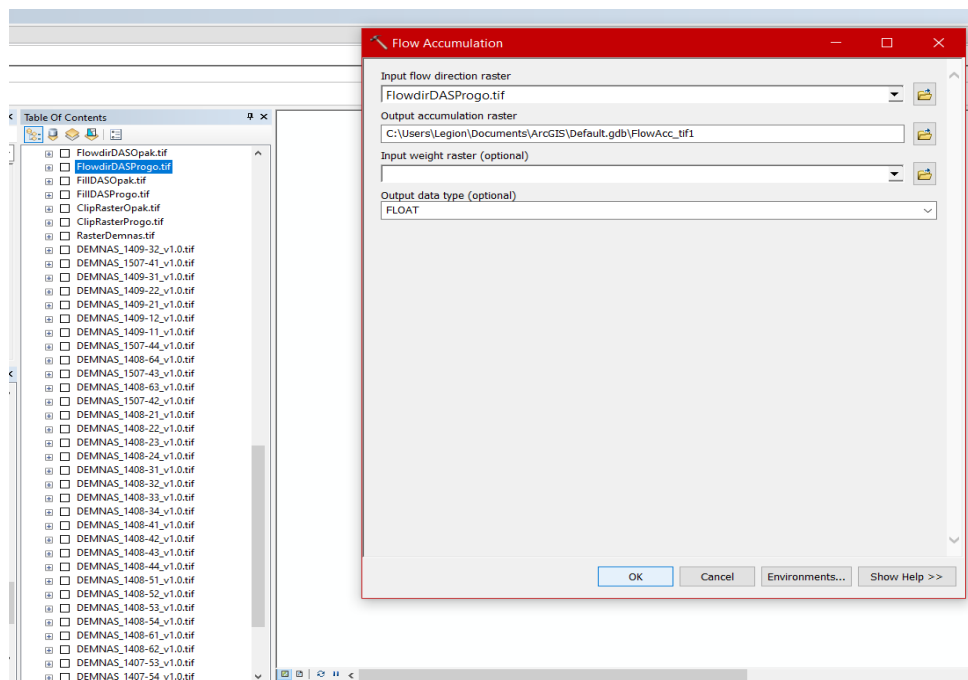 Table Of Contents
FlowdirDASOpak.tif
FlowdirDASProgo.tif
FillDASOpak.tif
FillDASProgo.tif
ClipRasterOpak.tif
ClipRasterProgo.tif
RasterDemnas.tif
DEMNAS_1409-32_v1.0.tif
DEMNAS_1507-41_v1.0.tif
DEMNAS_1409-31_v1.0.tif
DEMNAS_1409-22_v1.0.tif
DEMNAS_1409-21_v1.0.tif
DEMNAS_1409-12_v1.0.tif
DEMNAS_1409-11_v1.0.tif
DEMNAS_1507-44_v1.0.tif
DEMNAS_1408-64_v1.0.tif
DEMNAS_1507-43_v1.0.tif
DEMNAS_1408-63_v1.0.tif
DEMNAS_1507-42_v1.0.tif
DEMNAS_1408-21_v1.0.tif
DEMNAS_1408-22_v1.0.tif
DEMNAS_1408-23_v1.0.tif
DEMNAS_1408-24_v1.0.tif
DEMNAS_1408-31_v1.0.tif
DEMNAS_1408-32_v1.0.tif
DEMNAS_1408-33_v1.0.tif
DEMNAS_1408-34_v1.0.tif
DEMNAS_1408-41_v1.0.tif
DEMNAS_1408-42_v1.0.tif
DEMNAS_1408-43_v1.0.tif
DEMNAS_1408-44_v1.0.tif
DEMNAS_1408-51_v1.0.tif
DEMNAS_1408-52_v1.0.tif
DEMNAS_1408-53_v1.0.tif
DEMNAS_1408-54_v1.0.tif
DEMNAS_1408-61_v1.0.tif
DEMNAS_1408-62_v1.0.tif
DEMNAS_1407-53_v1.0.tif
DEMNAS_1407-54_v1.0.tif
Flow Accumulation
Input flow direction raster
FlowdirDASProgo.tif
Output accumulation raster
C:\Users\Legion\Documents\ArcGIS\Default.gdb\FlowAcc_tif1
Input weight raster (optional)
Output data type (optional)
FLOAT
OK
Cancel
Environments...
Show Help >>